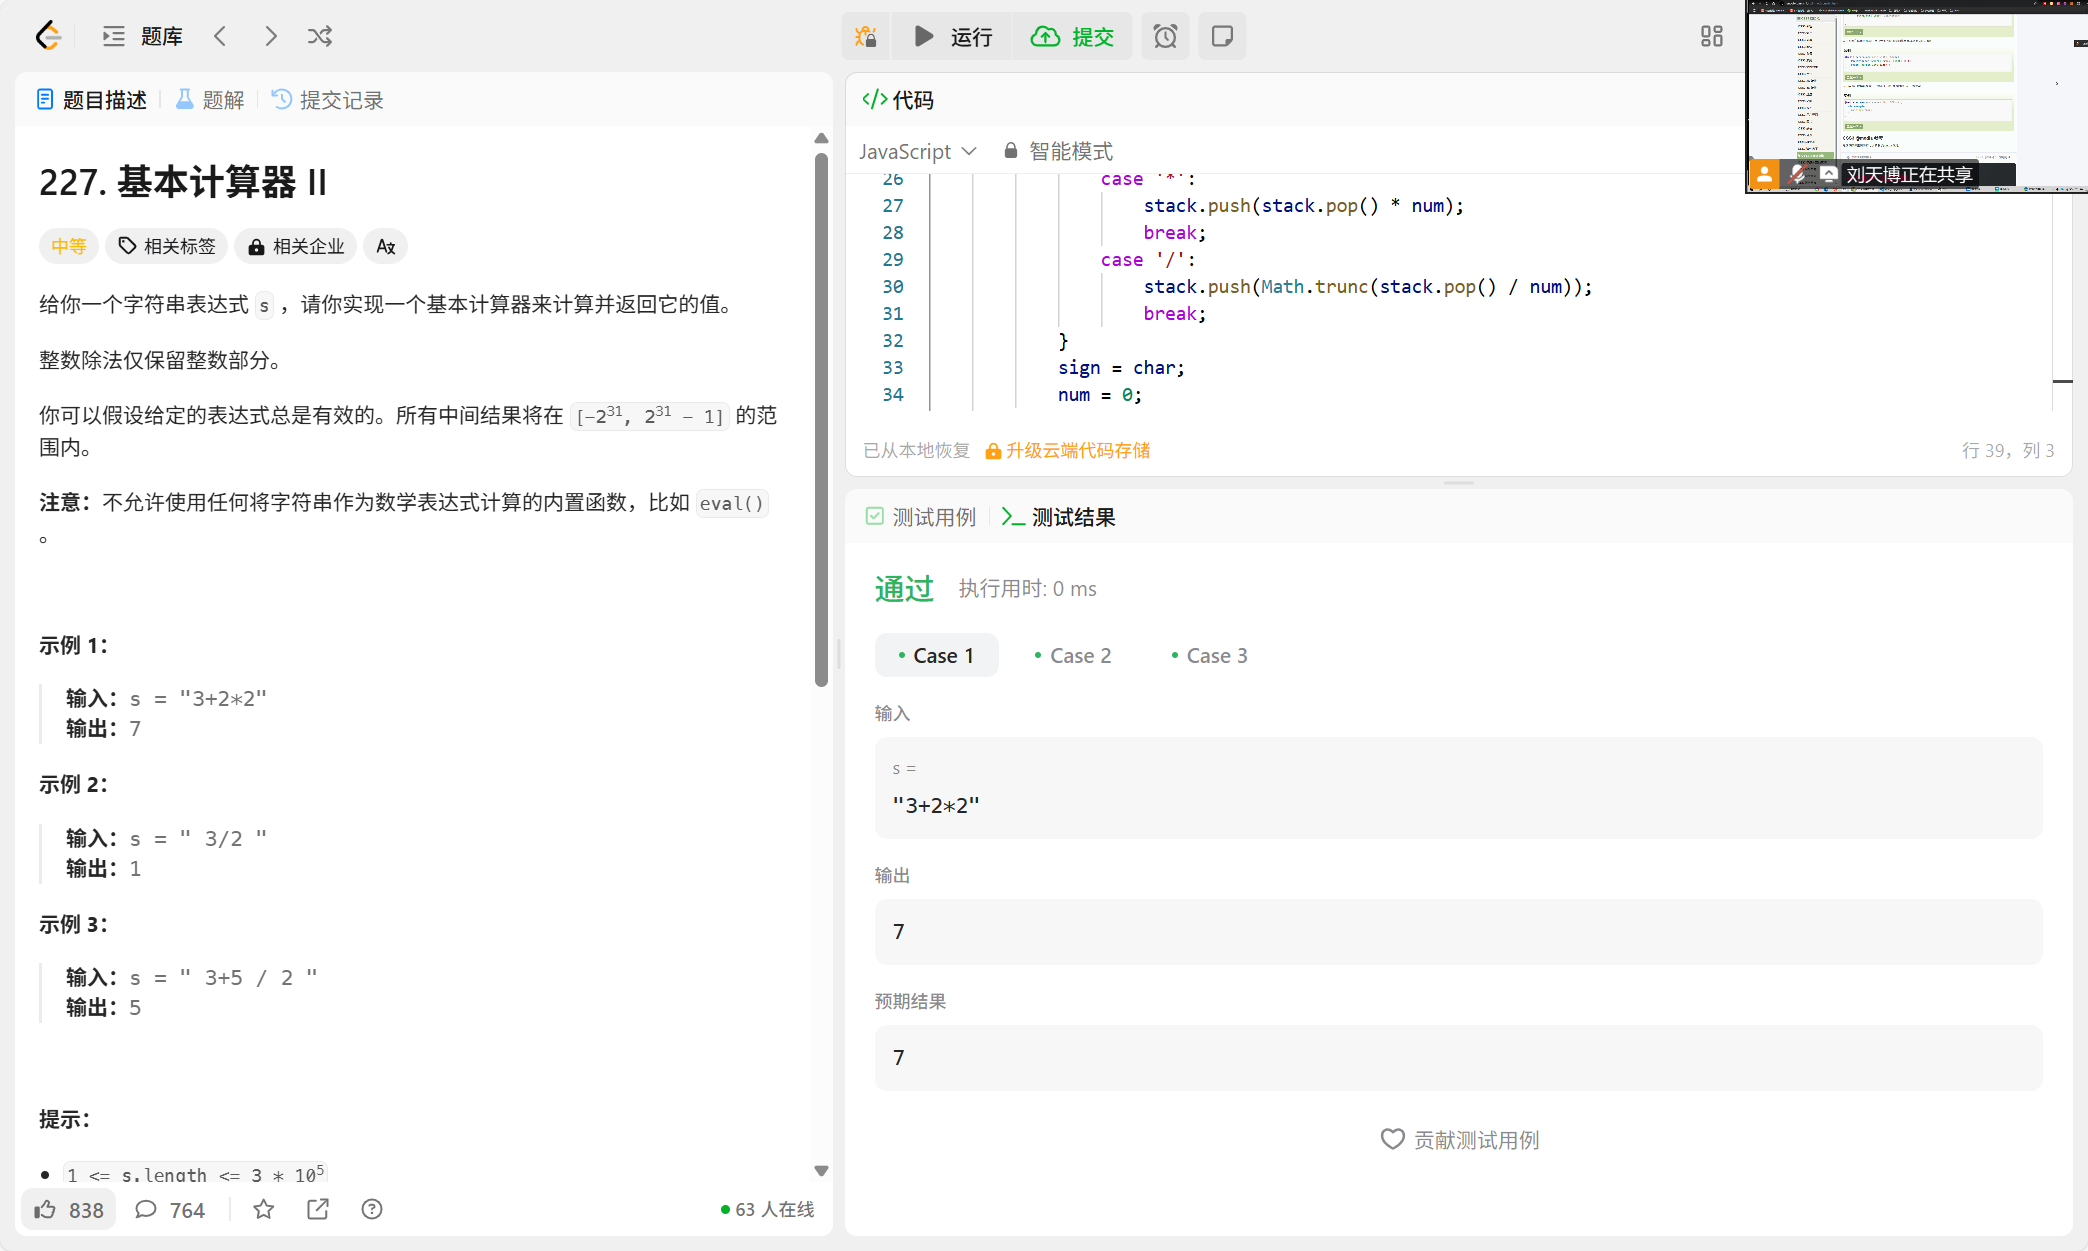 题库
运行
提交
题目描述
题解
提交记录
227. 基本计算器 II
中等
相关标签
相关企业
给你一个字符串表达式 s ，请你实现一个基本计算器来计算并返回它的值。
整数除法仅保留整数部分。
你可以假设给定的表达式总是有效的。所有中间结果将在 [-2^31, 2^31 - 1] 的范
围内。
注意：不允许使用任何将字符串作为数学表达式计算的内置函数，比如 eval()
。
示例 1：
输入：s = "3+2*2"
输出：7
示例 2：
输入：s = " 3/2 "
输出：1
示例 3：
输入：s = " 3+5 / 2 "
输出：5
提示：
1 <= s.length <= 3 * 10^5
838
764
63 人在线
</> 代码
JavaScript
智能模式
26 case '*':
27 stack.push(stack.pop() * num);
28 break;
29 case '/':
30 stack.push(Math.trunc(stack.pop() / num));
31 break;
32 }
33 sign = char;
34 num = 0;
已从本地恢复
升级云端代码存储
行 39，列 3
刘天博正在共享
测试用例
测试结果
通过
执行用时: 0 ms
Case 1
Case 2
Case 3
输入
s =
"3+2*2"
输出
7
预期结果
7
贡献测试用例